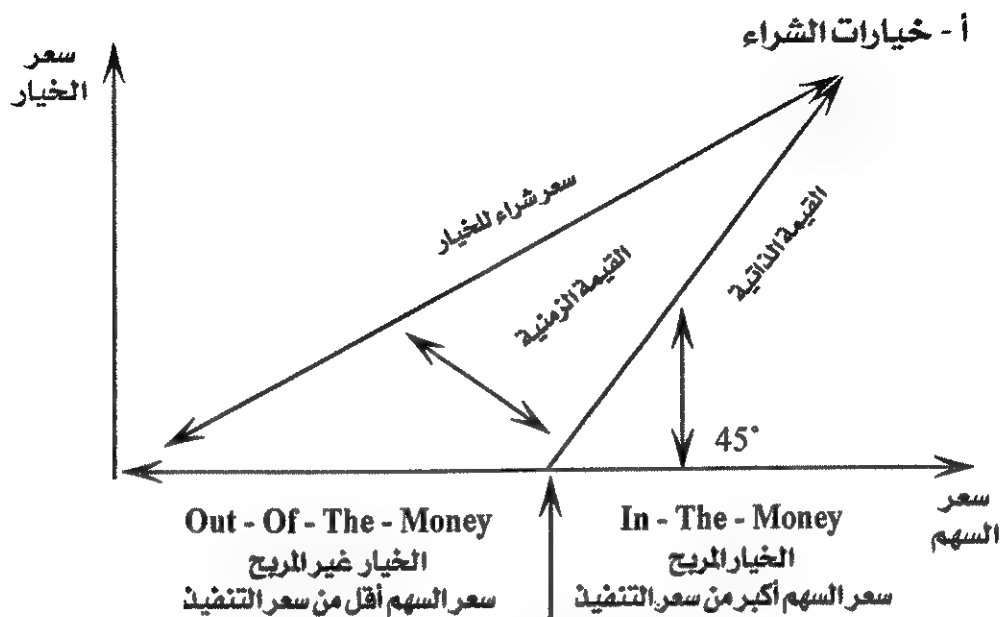 أ - خيارات الشراء
سعر
الخيار
سعر شراء للخيار
القيمة الزمنية
القيمة الذاتية
45°
سعر
السهم
In - The - Money
الخيار المربح
سعر السهم أكبر من سعر التنفيذ
Out - Of - The - Money
الخيار غير المربح
سعر السهم أقل من سعر التنفيذ